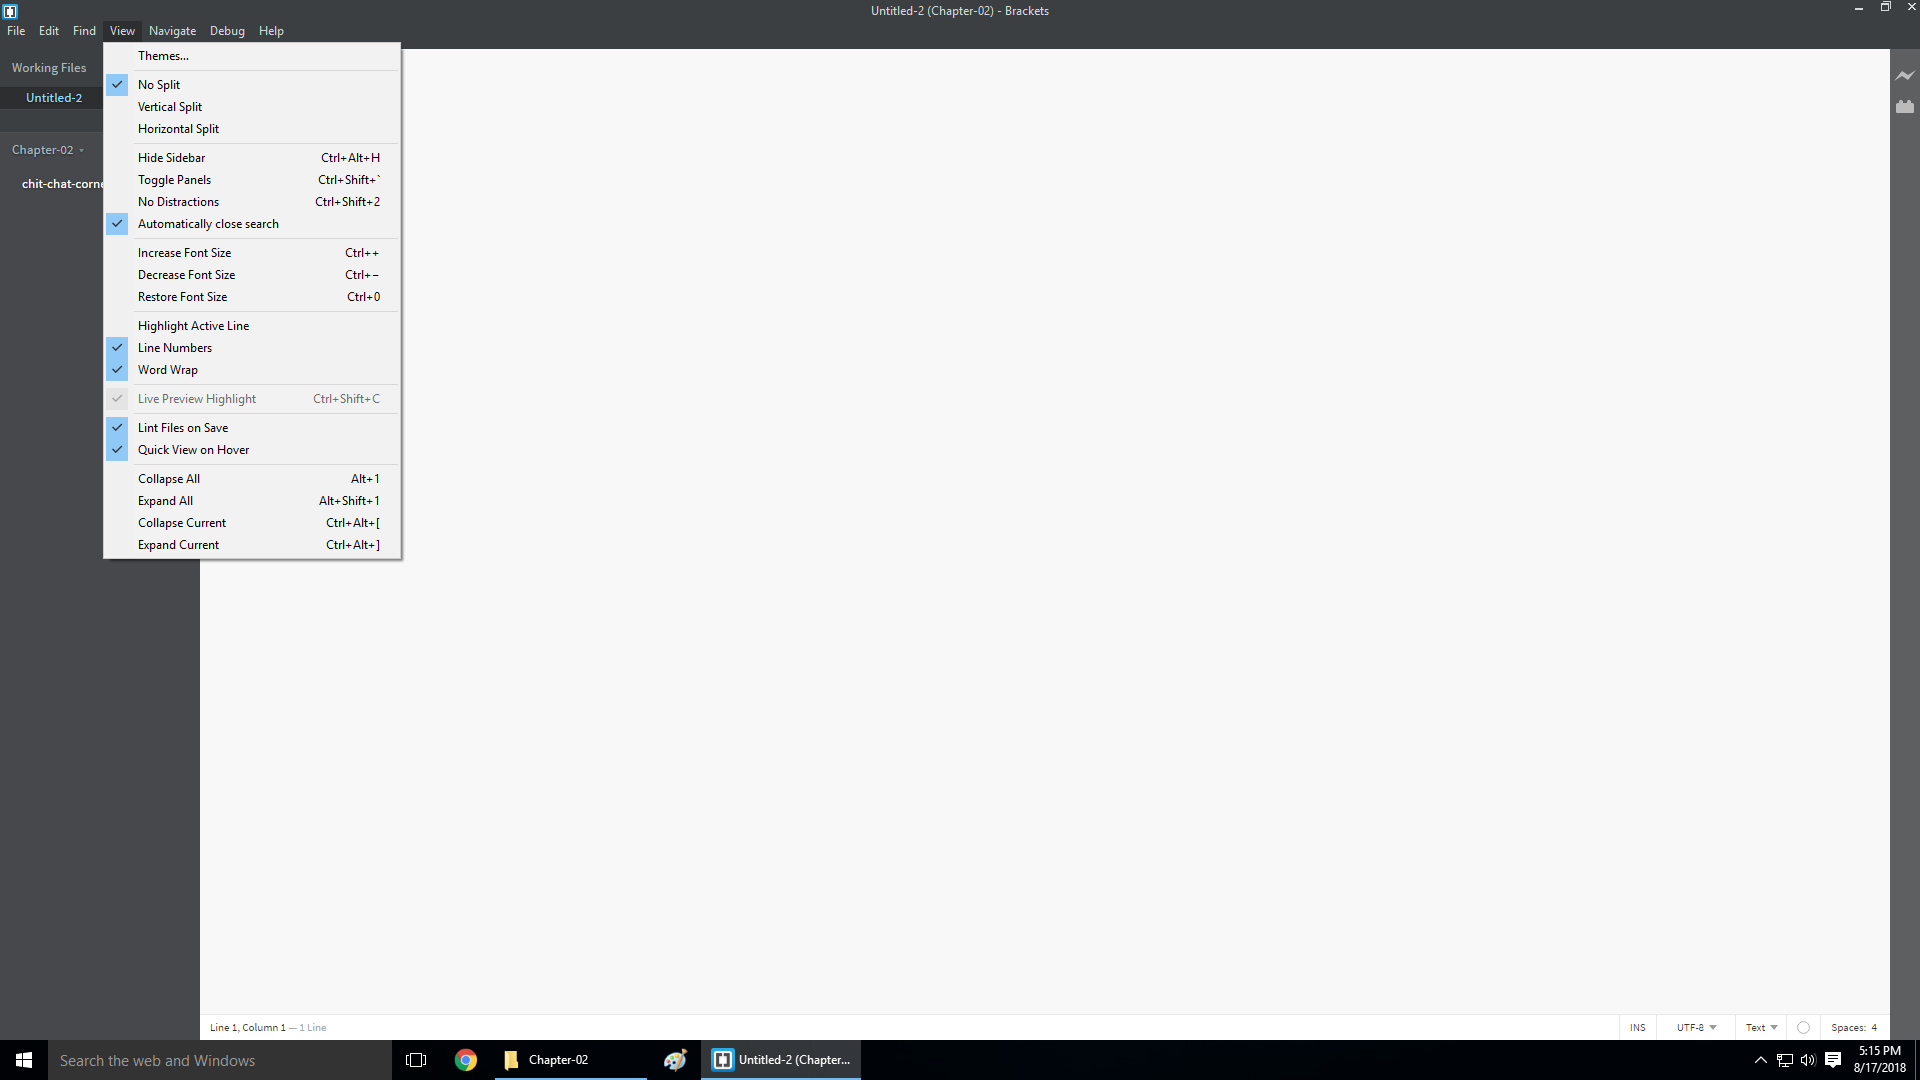 Untitled-2 (Chapter-02) - Brackets
File Edit Find View Navigate Debug Help
Working Files
Untitled-2
Chapter-02
chit-chat-corne
Themes...
No Split
Vertical Split
Horizontal Split
Hide Sidebar Ctrl+Alt+H
Toggle Panels Ctrl+Shift+`
No Distractions Ctrl+Shift+2
Automatically close search
Increase Font Size Ctrl++
Decrease Font Size Ctrl+−
Restore Font Size Ctrl+0
Highlight Active Line
Line Numbers
Word Wrap
Live Preview Highlight Ctrl+Shift+C
Lint Files on Save
Quick View on Hover
Collapse All Alt+1
Expand All Alt+Shift+1
Collapse Current Ctrl+Alt+[
Expand Current Ctrl+Alt+]
Line 1, Column 1 — 1 Line INS UTF-8 Text Spaces: 4
Search the web and Windows Chapter-02 Untitled-2 (Chapter... 5:15 PM
8/17/2018